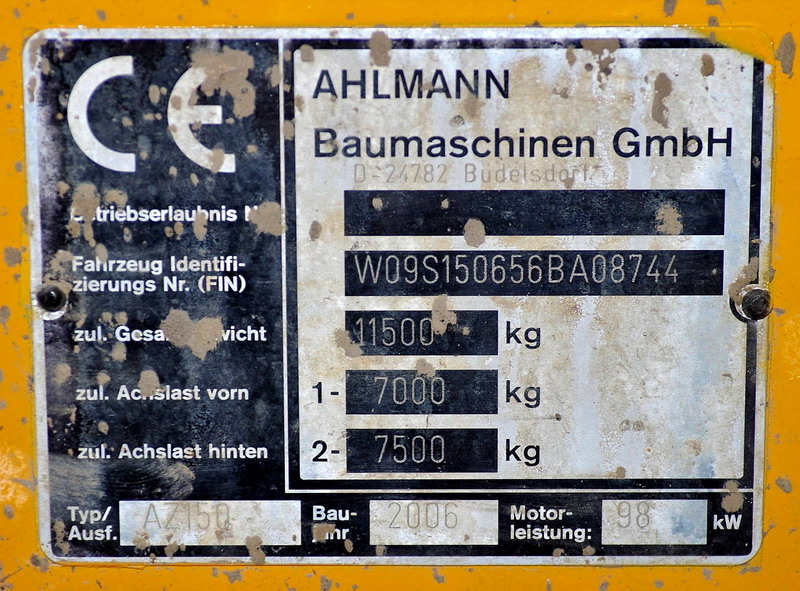 CE
AHLMANN
Baumaschinen GmbH
D-24782 Büdelsdorf
Fahrzeug Identifi-
zierungs Nr. (FIN)
W09S150656BA08744
zul. 11500 kg
zul. Achslast vorn 1- 7000 kg
zul. Achslast hinten 2- 7500 kg
Typ/
Ausf. AZ150
Bau-
2006
Motor-
leistung: 98 kW